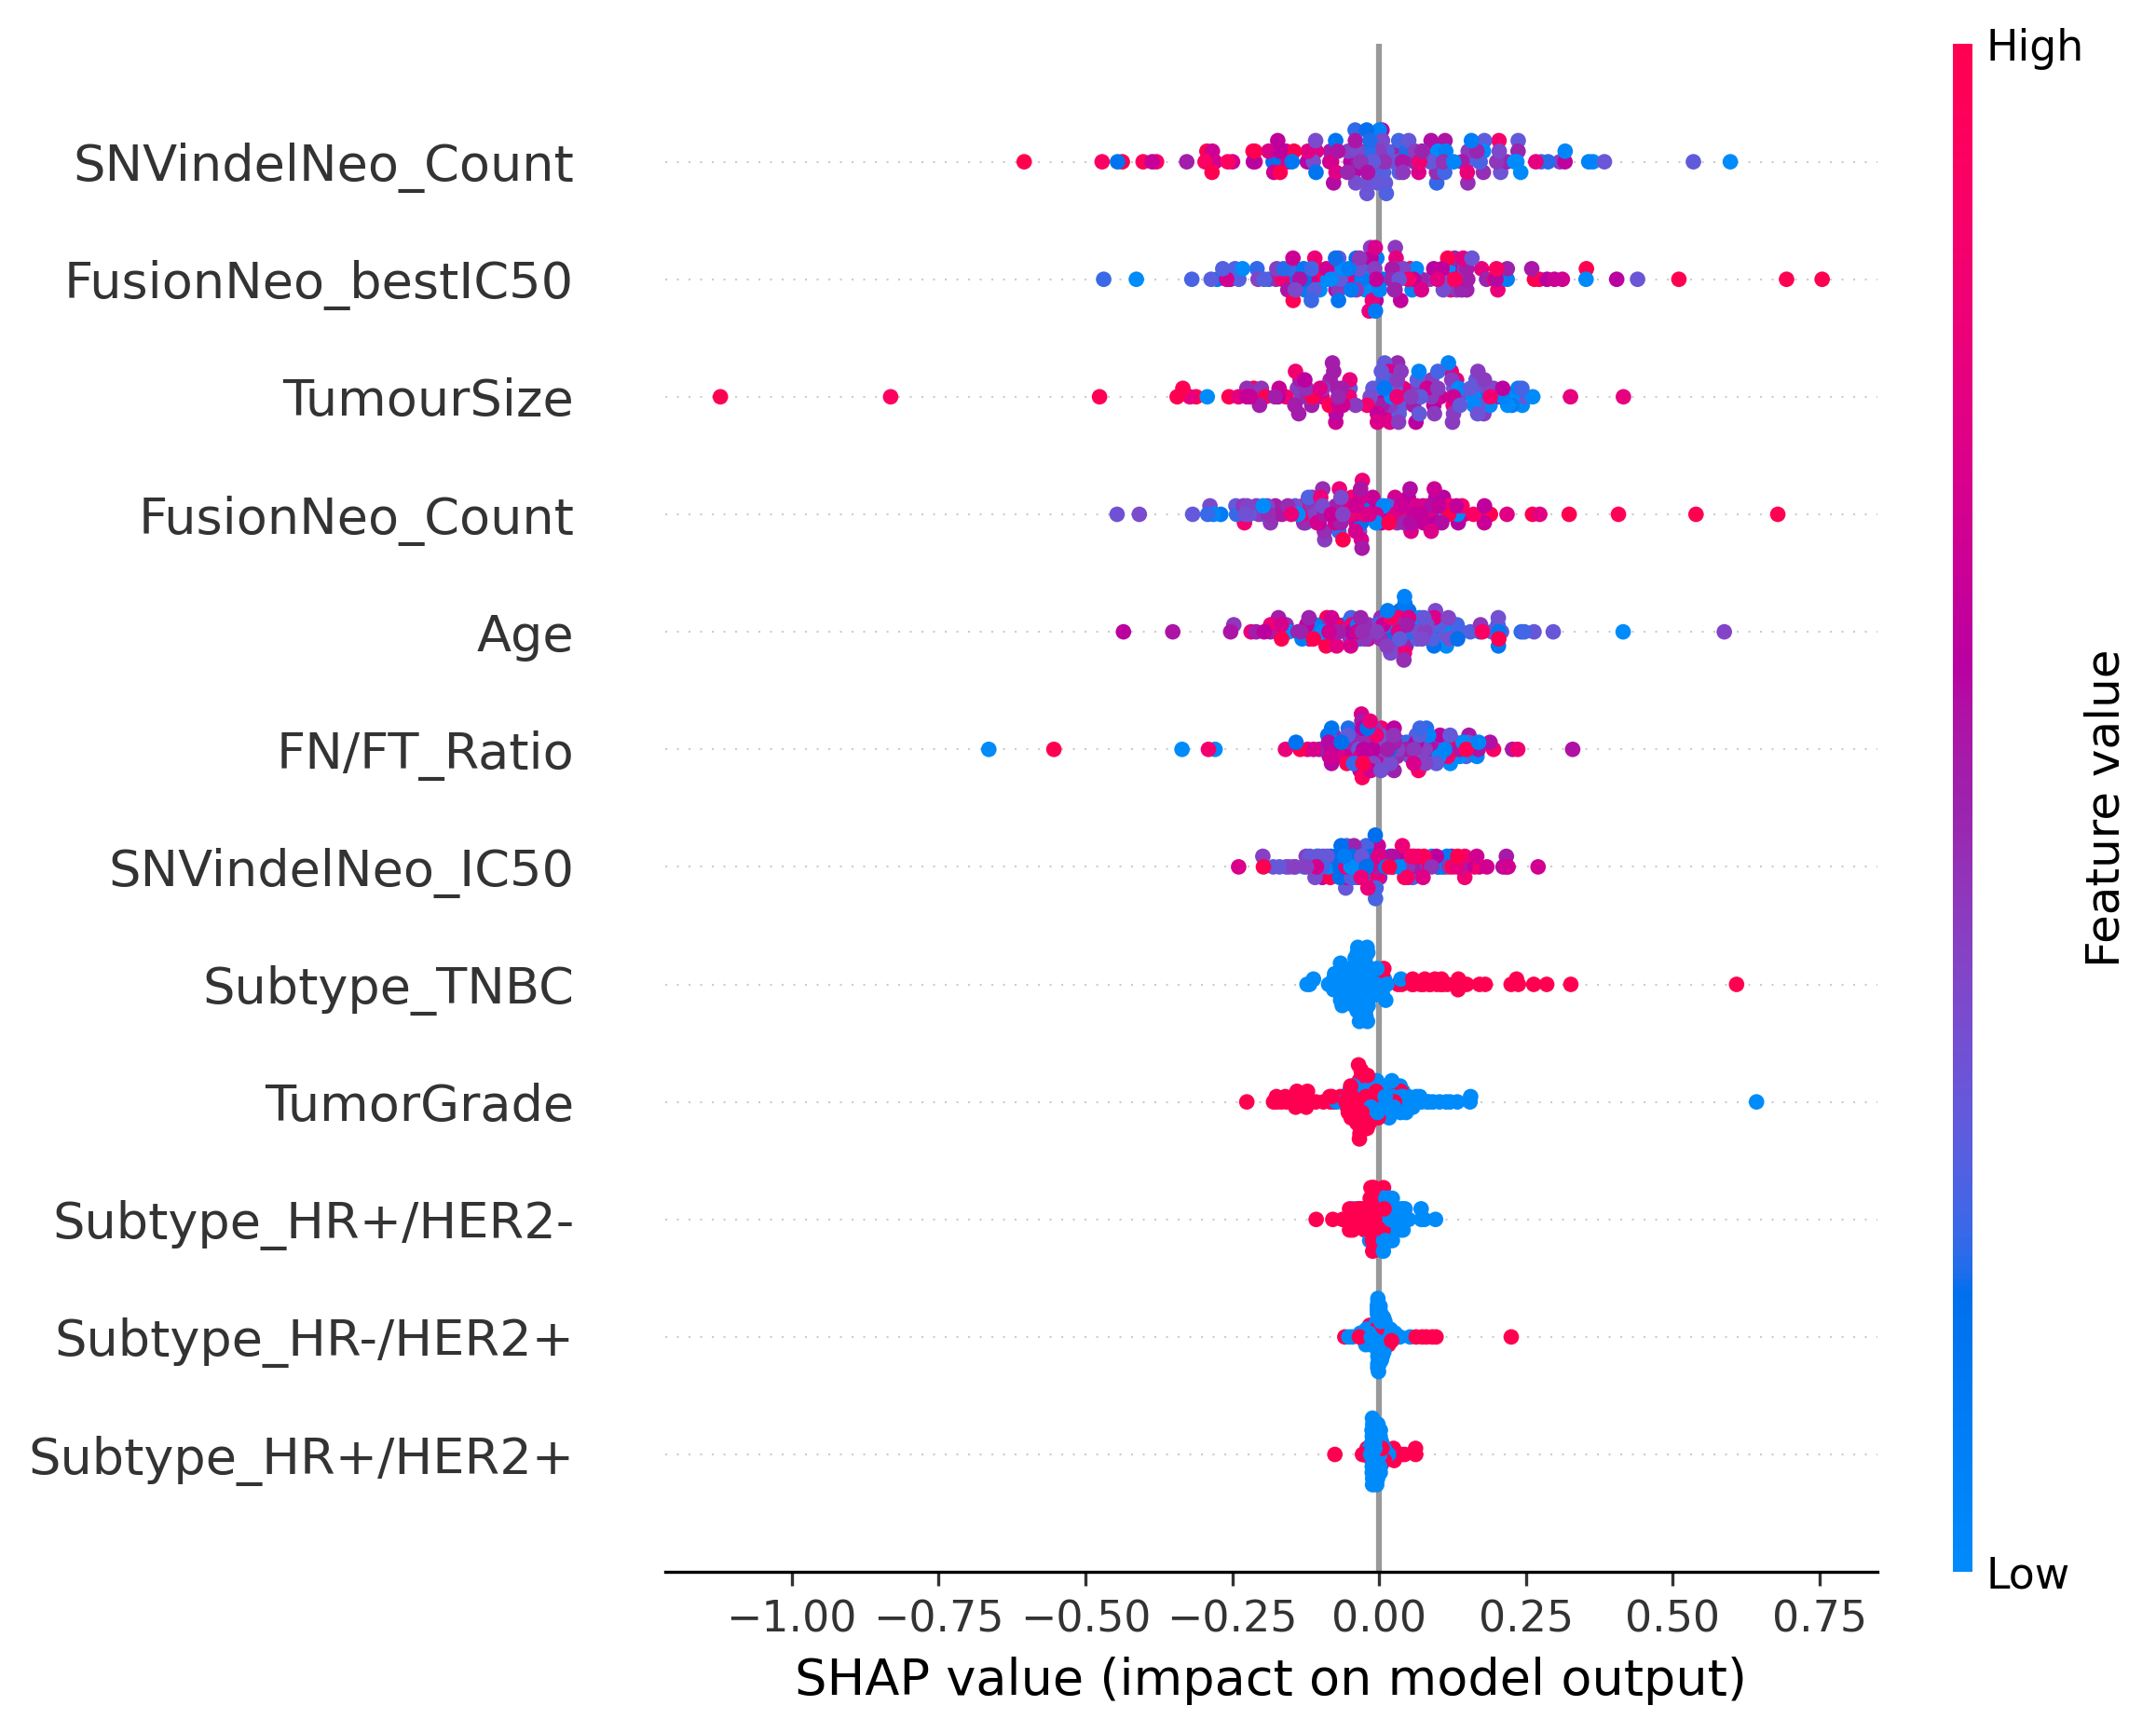 High
SNVindelNeo_Count
FusionNeo_bestIC50
TumourSize
FusionNeo_Count
Age
FN/FT_Ratio
SNVindelNeo_IC50
Subtype_TNBC
TumorGrade
Subtype_HR+/HER2-
Subtype_HR-/HER2+
Subtype_HR+/HER2+
Feature value
Low
−1.00 −0.75 −0.50 −0.25 0.00 0.25 0.50 0.75
SHAP value (impact on model output)